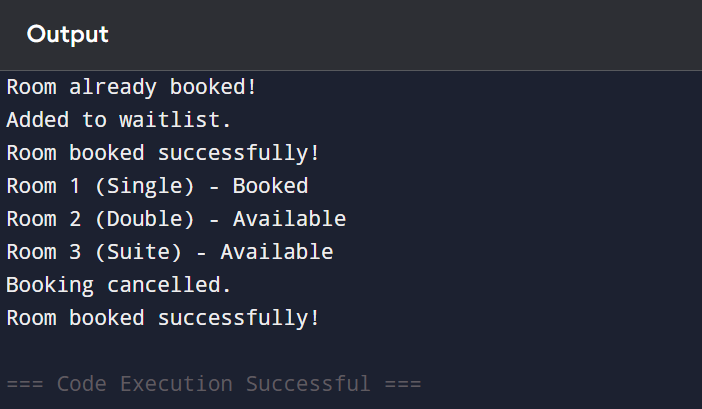 Output
Room already booked!
Added to waitlist.
Room booked successfully!
Room 1 (Single) - Booked
Room 2 (Double) - Available
Room 3 (Suite) - Available
Booking cancelled.
Room booked successfully!
=== Code Execution Successful ===